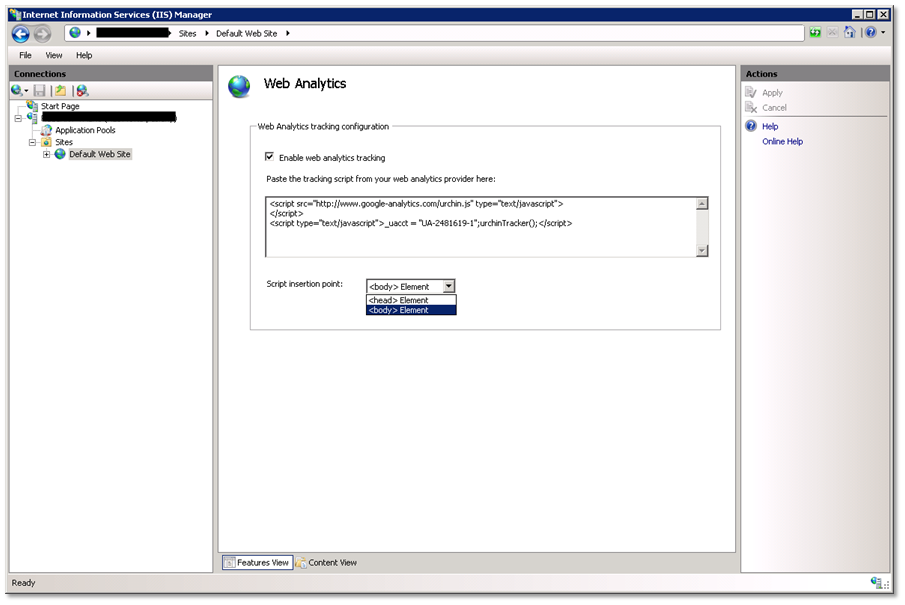 Internet Information Services (IIS) Manager
Sites Default Web Site
File View Help
Connections
Start Page
Application Pools
Sites
Default Web Site
Web Analytics
Web Analytics tracking configuration
Enable web analytics tracking
Paste the tracking script from your web analytics provider here:
<script src="http://www.google-analytics.com/urchin.js" type="text/javascript">
</script>
<script type="text/javascript">_uacct = "UA-2481619-1";urchinTracker();</script>
Script insertion point: <body> Element
<head> Element
<body> Element
Features View Content View
Actions
Apply
Cancel
Help
Online Help
Ready